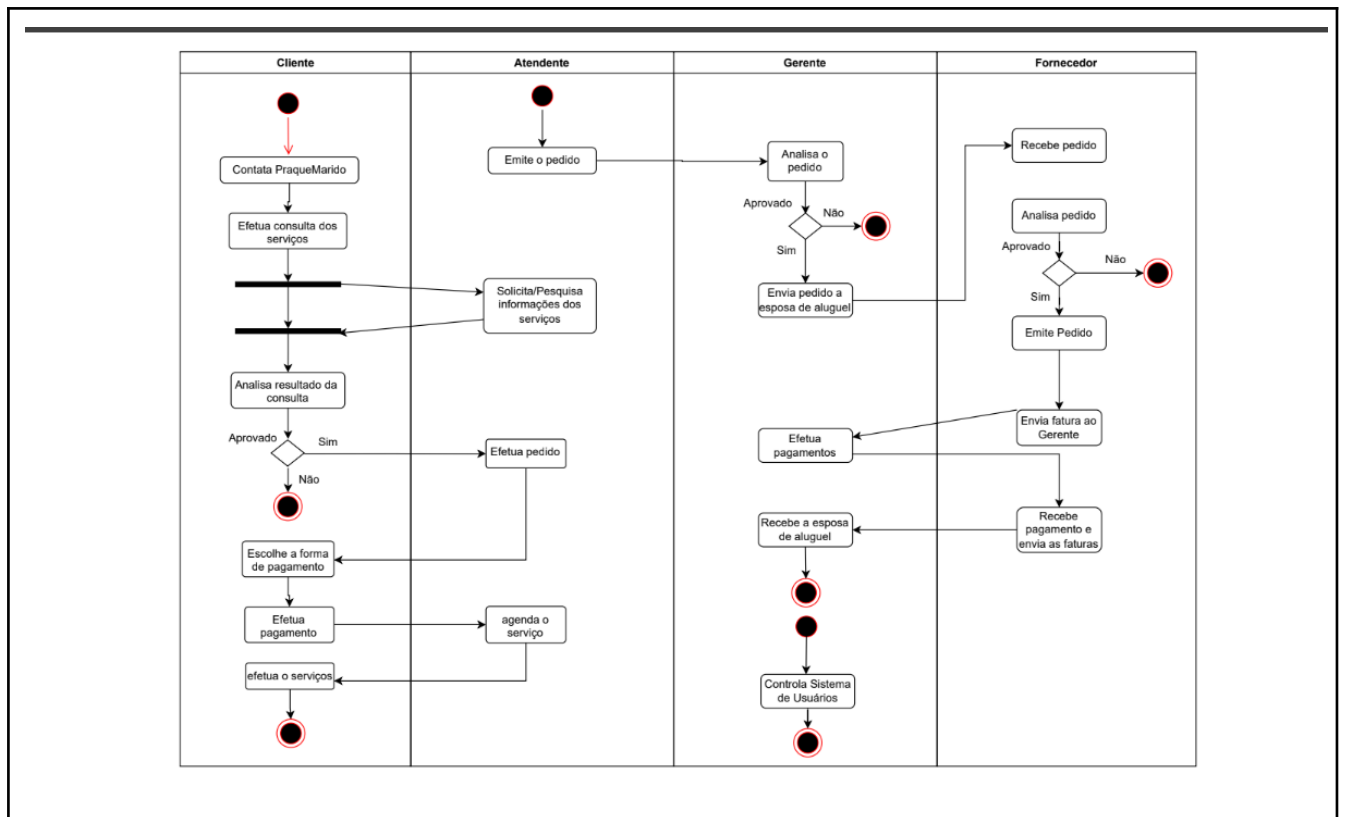 Cliente
Atendente
Gerente
Fornecedor
Contata PraqueMarido
Efetua consulta dos
serviços
Analisa resultado da
consulta
Aprovado
Sim
Não
Escolhe a forma
de pagamento
Efetua
pagamento
efetua o serviços
Emite o pedido
Solicita/Pesquisa
informações dos
serviços
Efetua pedido
agenda o
serviço
Analisa o
pedido
Aprovado
Não
Sim
Envia pedido a
esposa de aluguel
Efetua
pagamentos
Recebe a esposa
de aluguel
Controla Sistema
de Usuários
Recebe pedido
Analisa pedido
Aprovado
Não
Sim
Emite Pedido
Envia fatura ao
Gerente
Recebe
pagamento e
envia as faturas